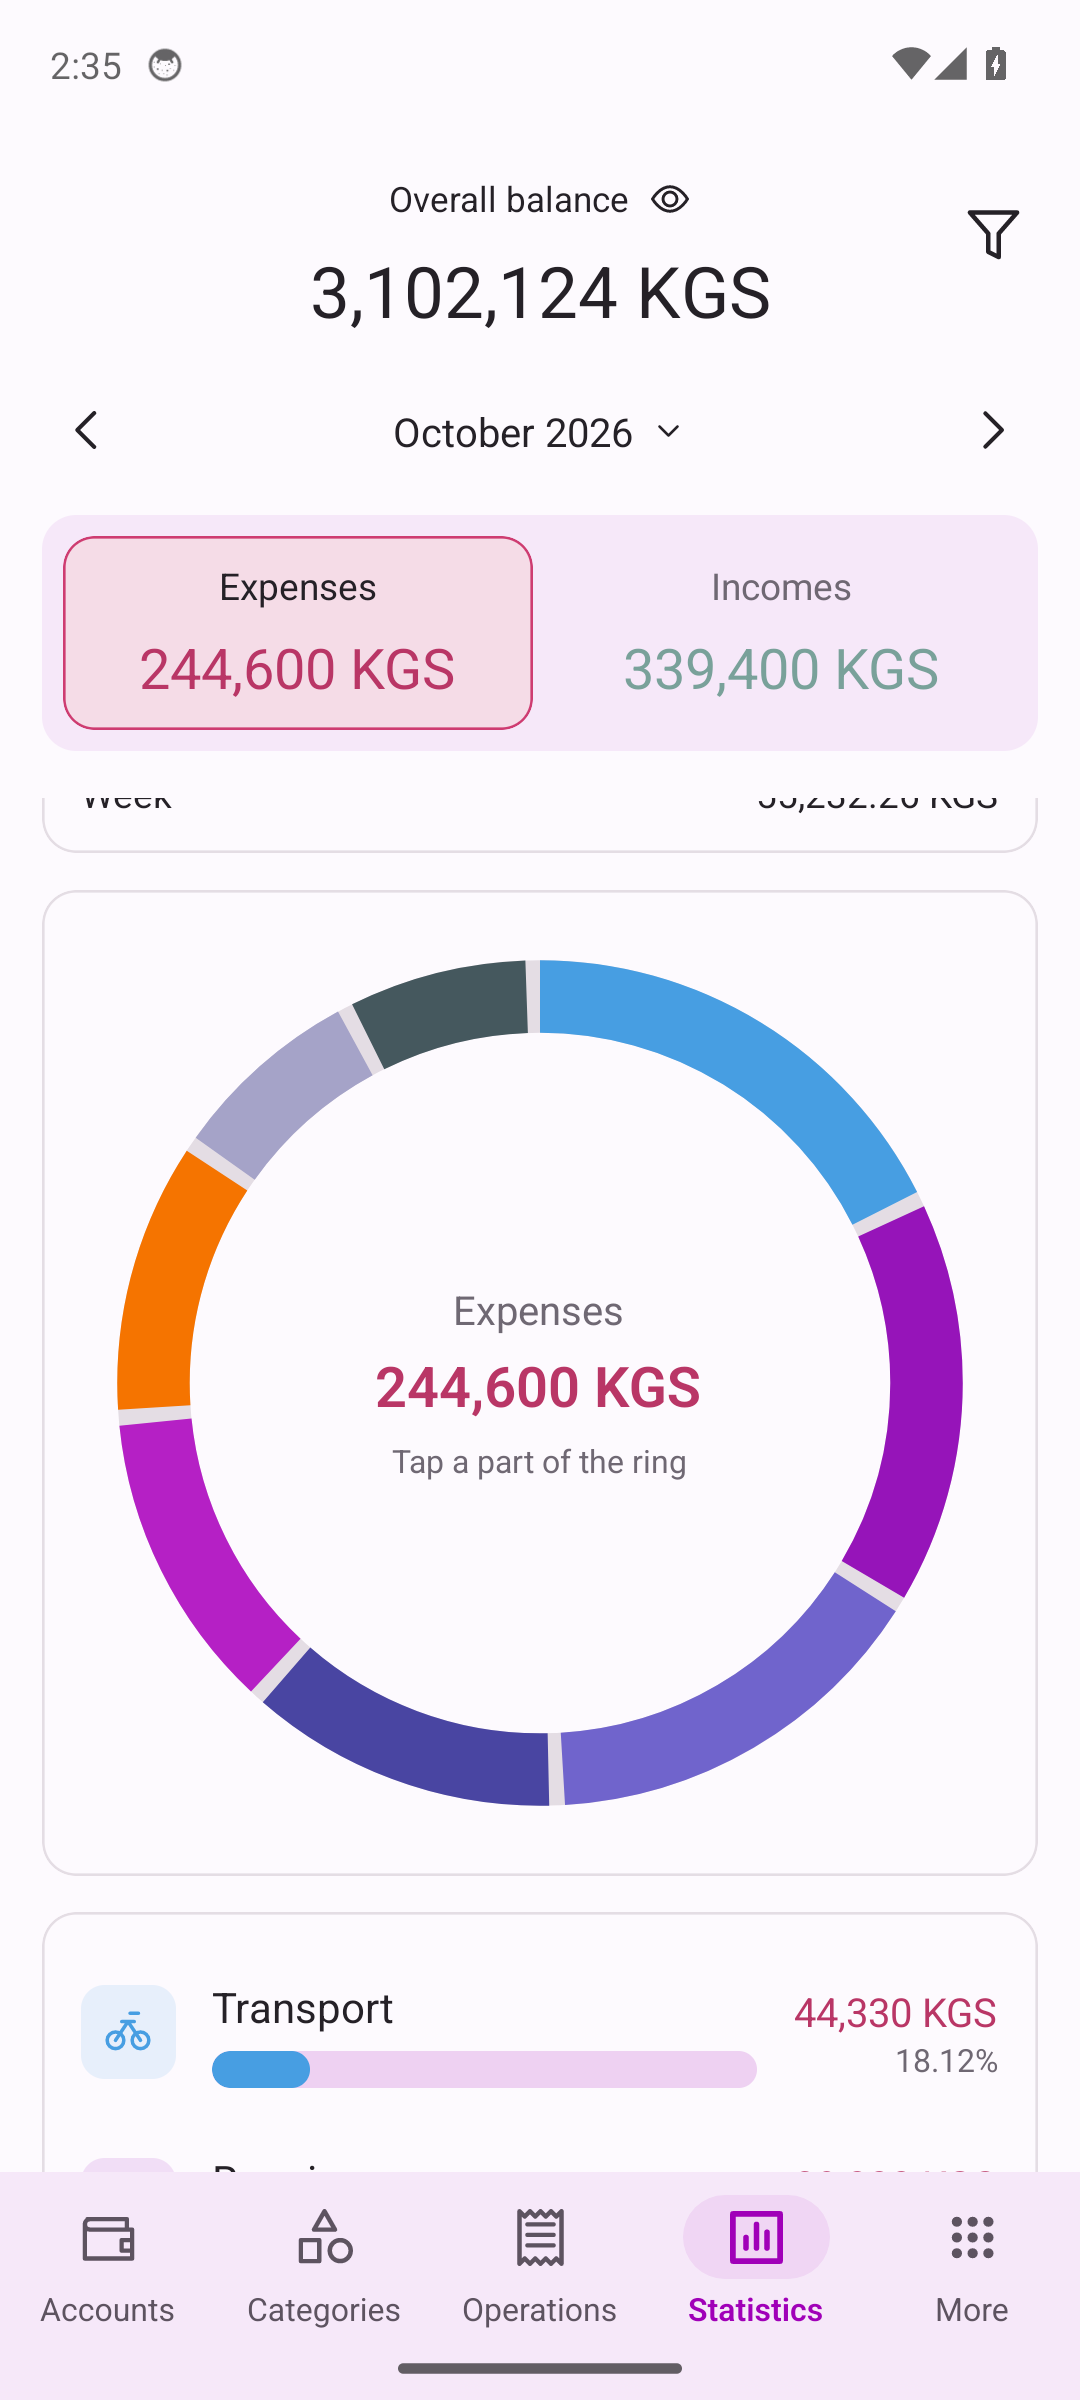 2:35
Overall balance
3,102,124 KGS
October 2026
Expenses
Incomes
244,600 KGS
339,400 KGS
Week
Expenses
244,600 KGS
Tap a part of the ring
Transport
44,330 KGS
18.12%
Accounts
Categories
Operations
Statistics
More